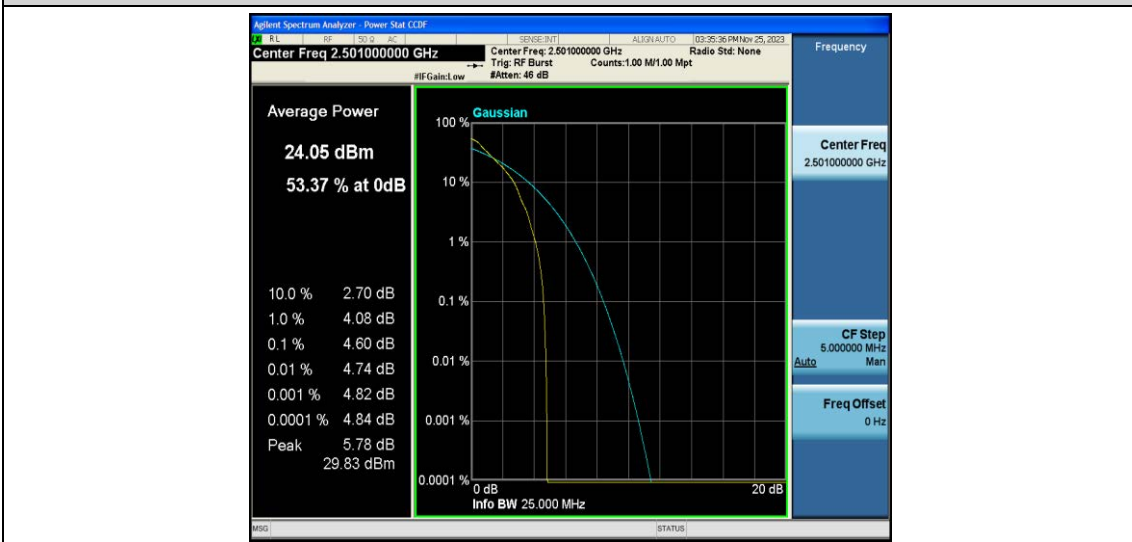 Agilent Spectrum Analyzer - Power Stat CCDF
RL RF 50 Ω AC SENSE:INT ALIGN AUTO 03:35:36 PM Nov 25, 2023
Center Freq 2.501000000 GHz
Center Freq: 2.501000000 GHz Radio Std: None
Trig: RF Burst Counts:1.00 M/1.00 Mpt
#IFGain:Low #Atten: 46 dB
Frequency
Average Power
24.05 dBm
53.37 % at 0dB
10.0 % 2.70 dB
1.0 % 4.08 dB
0.1 % 4.60 dB
0.01 % 4.74 dB
0.001 % 4.82 dB
0.0001 % 4.84 dB
Peak 5.78 dB
29.83 dBm
Gaussian
100 %
10 %
1 %
0.1 %
0.01 %
0.001 %
0.0001 %
0 dB 20 dB
Info BW 25.000 MHz
Center Freq
2.501000000 GHz
CF Step
5.000000 MHz
Auto Man
Freq Offset
0 Hz
MSG STATUS